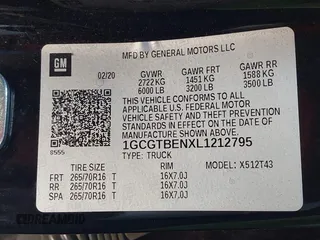 GM
MFD BY GENERAL MOTORS LLC
02/20 GVWR GAWR FRT GAWR RR
2722 KG 1451 KG 1588 KG
6000 LB 3200 LB 3500 LB
THIS VEHICLE CONFORMS TO ALL
APPLICABLE U.S. FEDERAL MOTOR
VEHICLE SAFETY AND THEFT PREVENTION
STANDARDS IN EFFECT ON THE DATE OF
MANUFACTURE SHOWN ABOVE.
1GCGTBENXL1212795
TYPE: TRUCK MODEL: X512T43
TIRE SIZE RIM
FRT 265/70R16 T 16X7.0J
RR 265/70R16 T 16X7.0J
SPA 265/70R16 T 16X7.0J